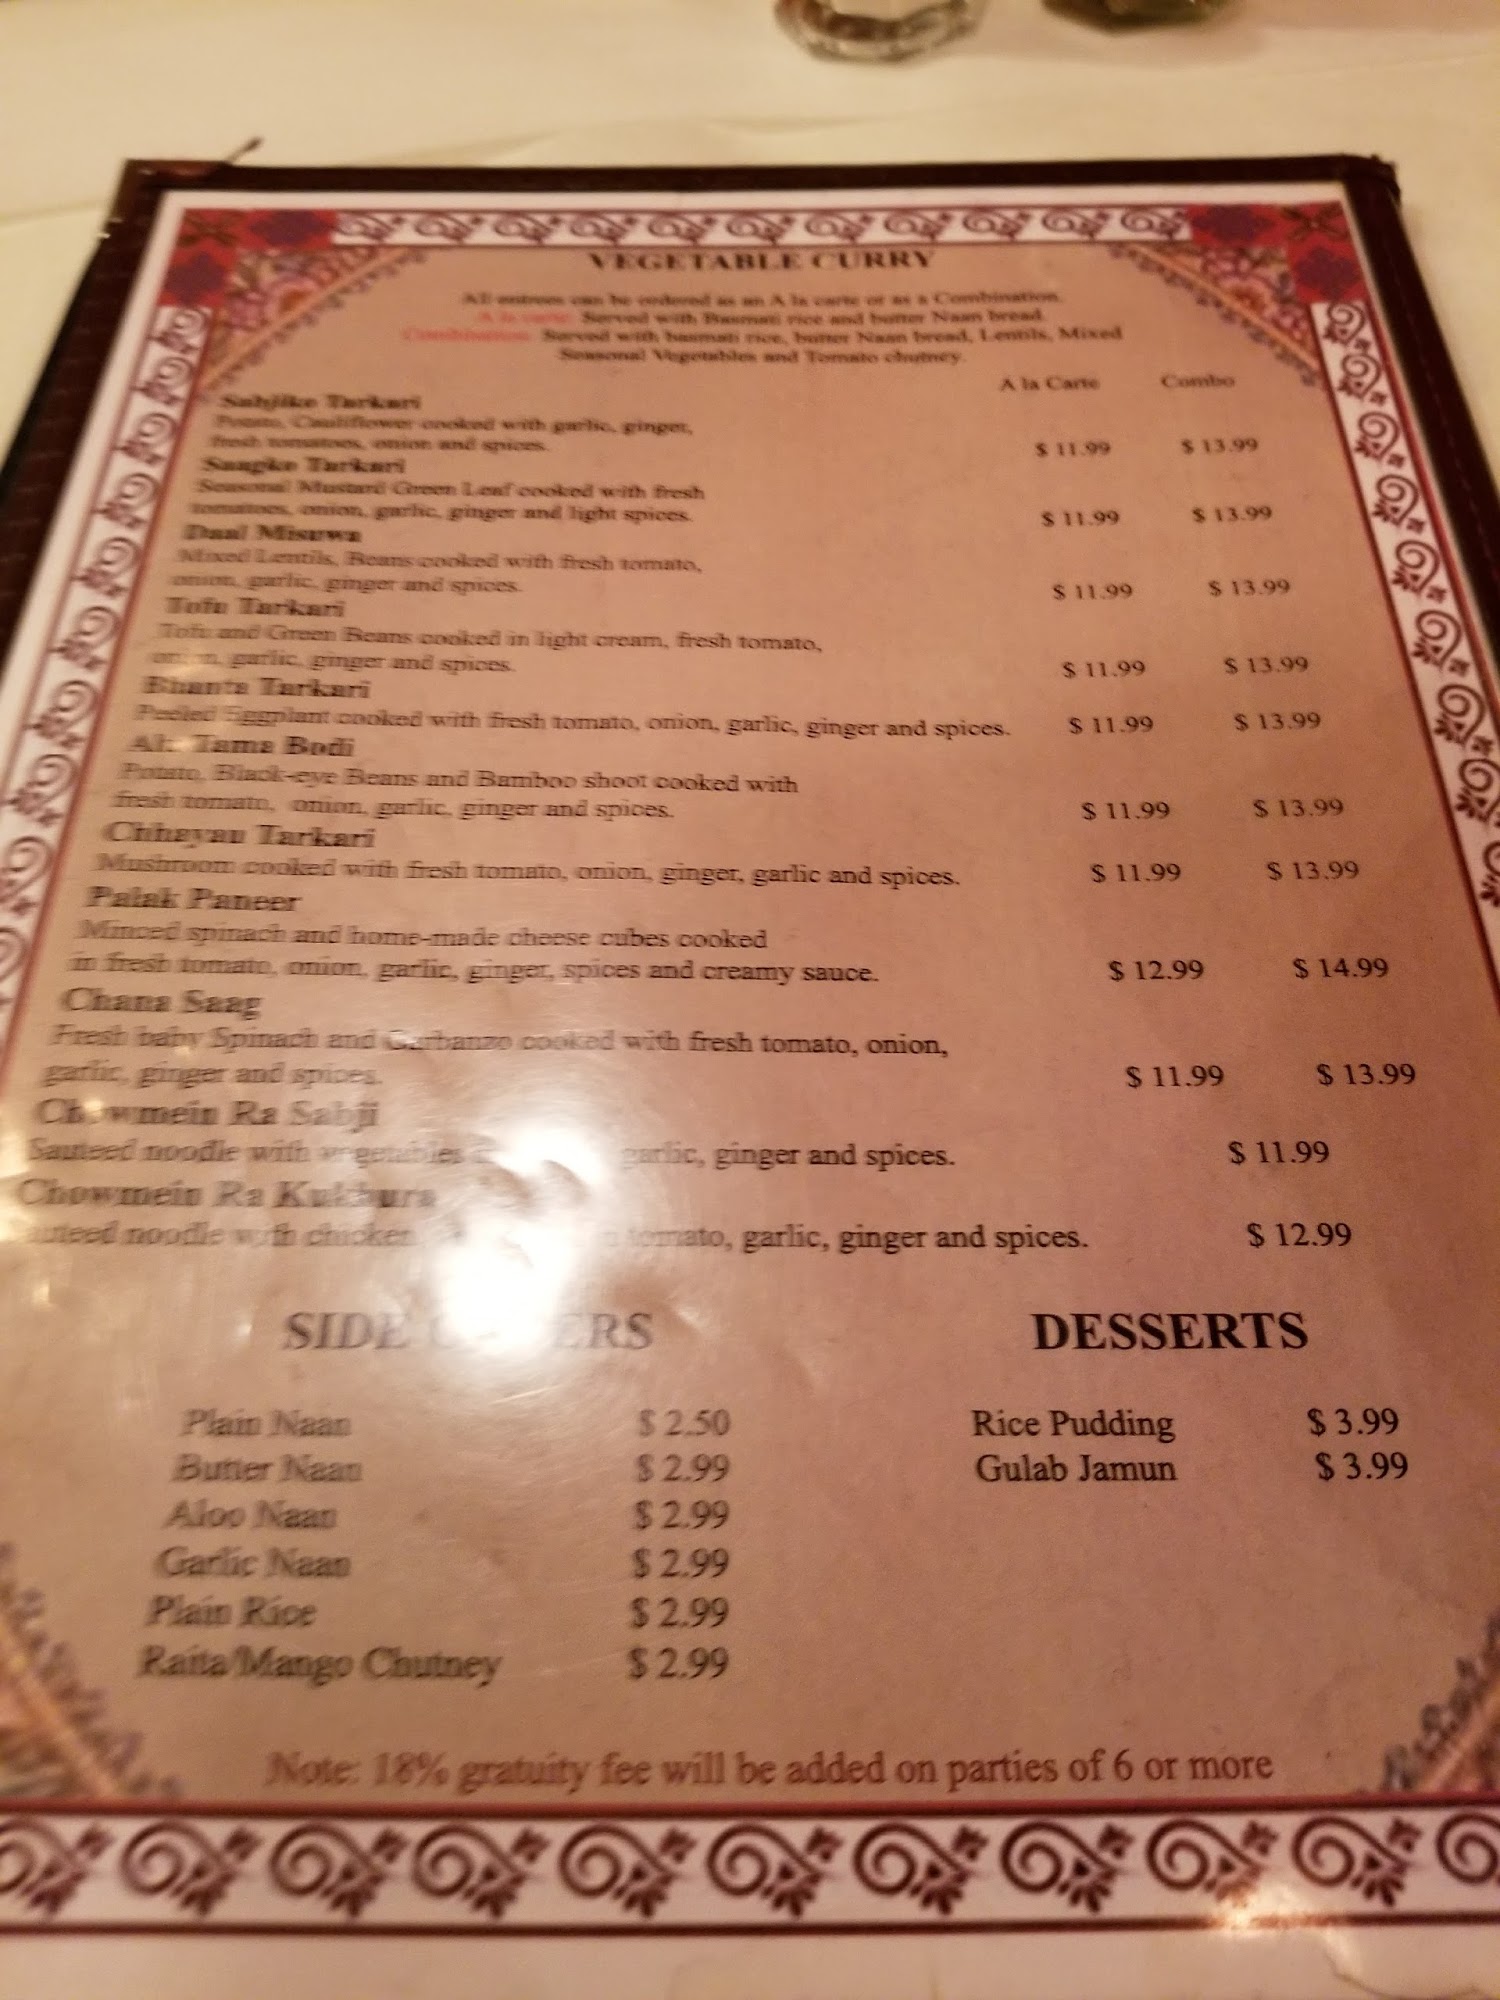 VEGETABLE CURRY
All entrees can be ordered as an A la carte or as a Combination.
A la carte: Served with Basmati rice and butter Naan bread.
Combination: Served with basmati rice, butter Naan bread, Lentils, Mixed
Seasonal Vegetables and Tomato chutney.
A la Carte Combo
Sabjiko Tarkari
Potato, Cauliflower cooked with garlic, ginger,
fresh tomatoes, onion and spices. $ 11.99 $ 13.99
Saagko Tarkari
Seasonal Mustard Green Leaf cooked with fresh
tomatoes, onion, garlic, ginger and light spices. $ 11.99 $ 13.99
Daal Misuwa
Mixed Lentils, Beans cooked with fresh tomato,
onion, garlic, ginger and spices. $ 11.99 $ 13.99
Tofu Tarkari
Tofu and Green Beans cooked in light cream, fresh tomato,
onion, garlic, ginger and spices. $ 11.99 $ 13.99
Bhanta Tarkari
Peeled Eggplant cooked with fresh tomato, onion, garlic, ginger and spices. $ 11.99 $ 13.99
Tama Bodi
Potato, Black-eye Beans and Bamboo shoot cooked with
fresh tomato, onion, garlic, ginger and spices. $ 11.99 $ 13.99
Chhayau Tarkari
Mushroom cooked with fresh tomato, onion, ginger, garlic and spices. $ 11.99 $ 13.99
Palak Paneer
Minced spinach and home-made cheese cubes cooked
in fresh tomato, onion, garlic, ginger, spices and creamy sauce. $ 12.99 $ 14.99
Chana Saag
Fresh baby Spinach and Garbanzo cooked with fresh tomato, onion,
garlic, ginger and spices. $ 11.99 $ 13.99
Chowmein Ra Sabji
Sauteed noodle with vegetables garlic, ginger and spices. $ 11.99
Chowmein Ra Kukhura
Sauteed noodle with chicken tomato, garlic, ginger and spices. $ 12.99
SIDE
Plain Naan $ 2.50
Butter Naan $ 2.99
Aloo Naan $ 2.99
Garlic Naan $ 2.99
Plain Rice $ 2.99
Raita/Mango Chutney $ 2.99
DESSERTS
Rice Pudding $ 3.99
Gulab Jamun $ 3.99
Note: 18% gratuity fee will be added on parties of 6 or more